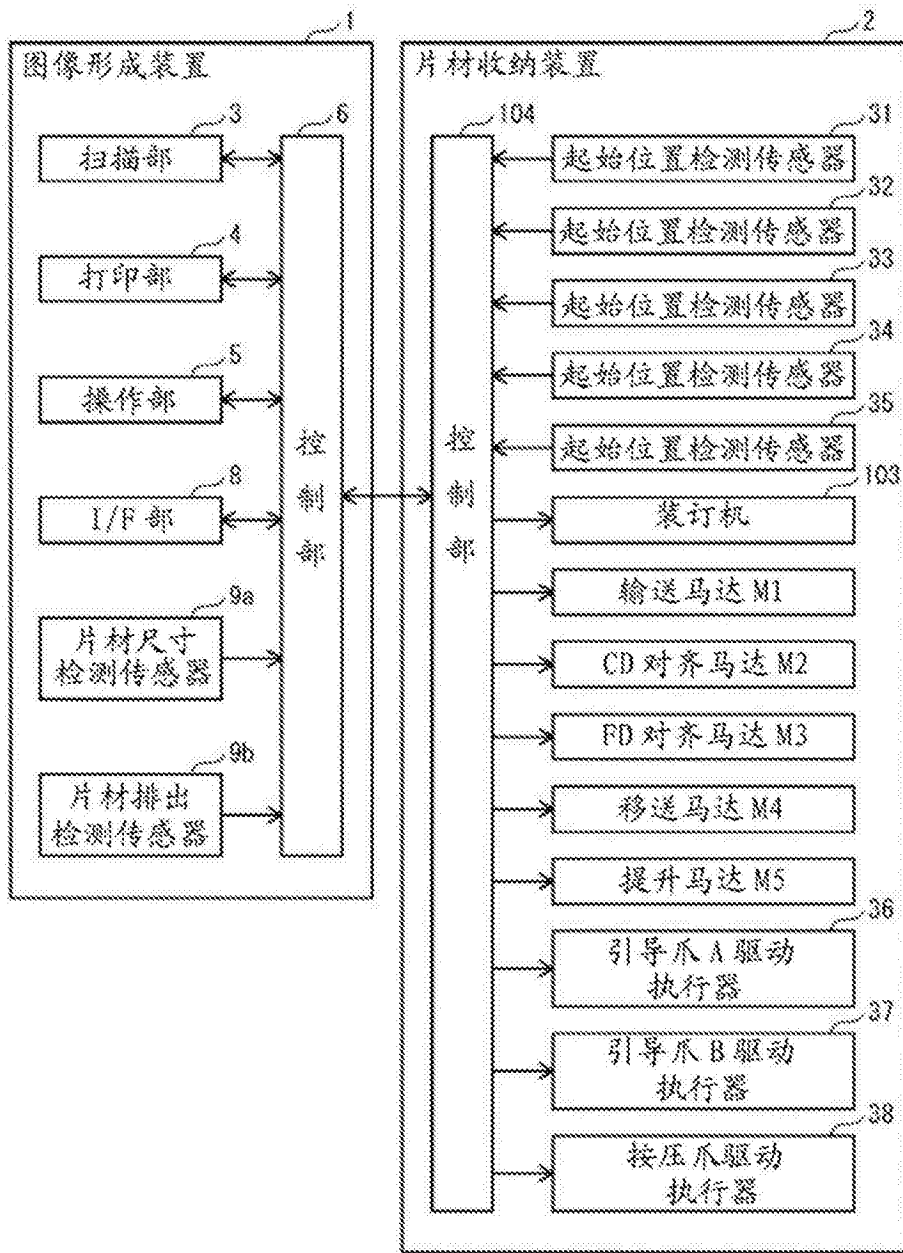 1
图像形成装置
3
扫描部
4
打印部
5
操作部
8
I/F 部
9a
片材尺寸
检测传感器
9b
片材排出
检测传感器
6
控
制
部
2
片材收纳装置
104
控
制
部
31
起始位置检测传感器
32
起始位置检测传感器
33
起始位置检测传感器
34
起始位置检测传感器
35
起始位置检测传感器
103
装订机
输送马达 M1
CD 对齐马达 M2
FD 对齐马达 M3
移送马达 M4
提升马达 M5
36
引导爪 A 驱动
执行器
37
引导爪 B 驱动
执行器
38
按压爪驱动
执行器